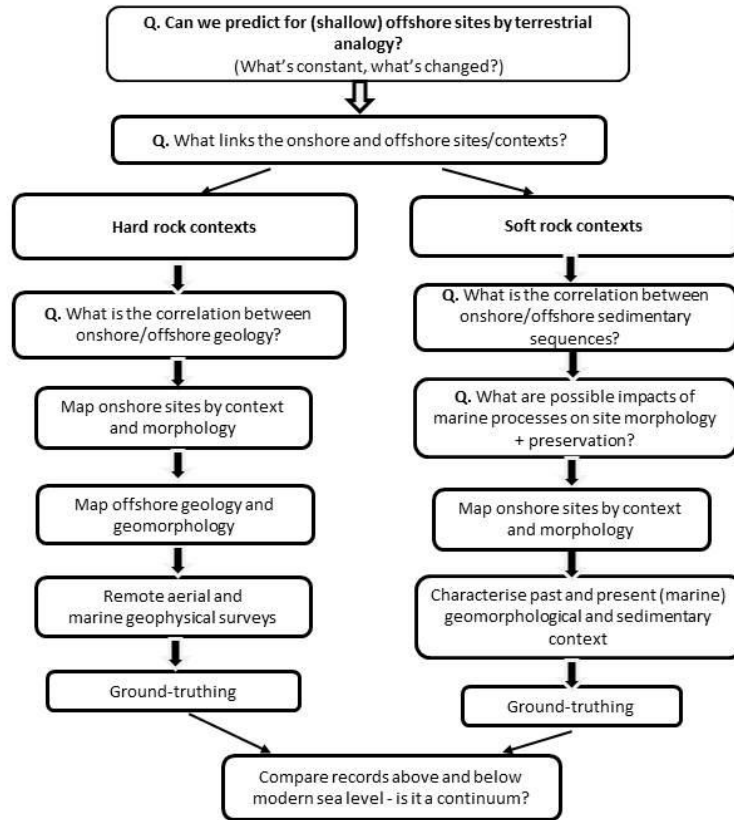 Q. Can we predict for (shallow) offshore sites by terrestrial
analogy?
(What's constant, what's changed?)
Q. What links the onshore and offshore sites/contexts?
Hard rock contexts
Q. What is the correlation between
onshore/offshore geology?
Map onshore sites by context
and morphology
Map offshore geology and
geomorphology
Remote aerial and
marine geophysical surveys
Ground-truthing
Soft rock contexts
Q. What is the correlation between
onshore/offshore sedimentary
sequences?
Q. What are possible impacts of
marine processes on site morphology
+ preservation?
Map onshore sites by context
and morphology
Characterise past and present (marine)
geomorphological and sedimentary
context
Ground-truthing
Compare records above and below
modern sea level - is it a continuum?